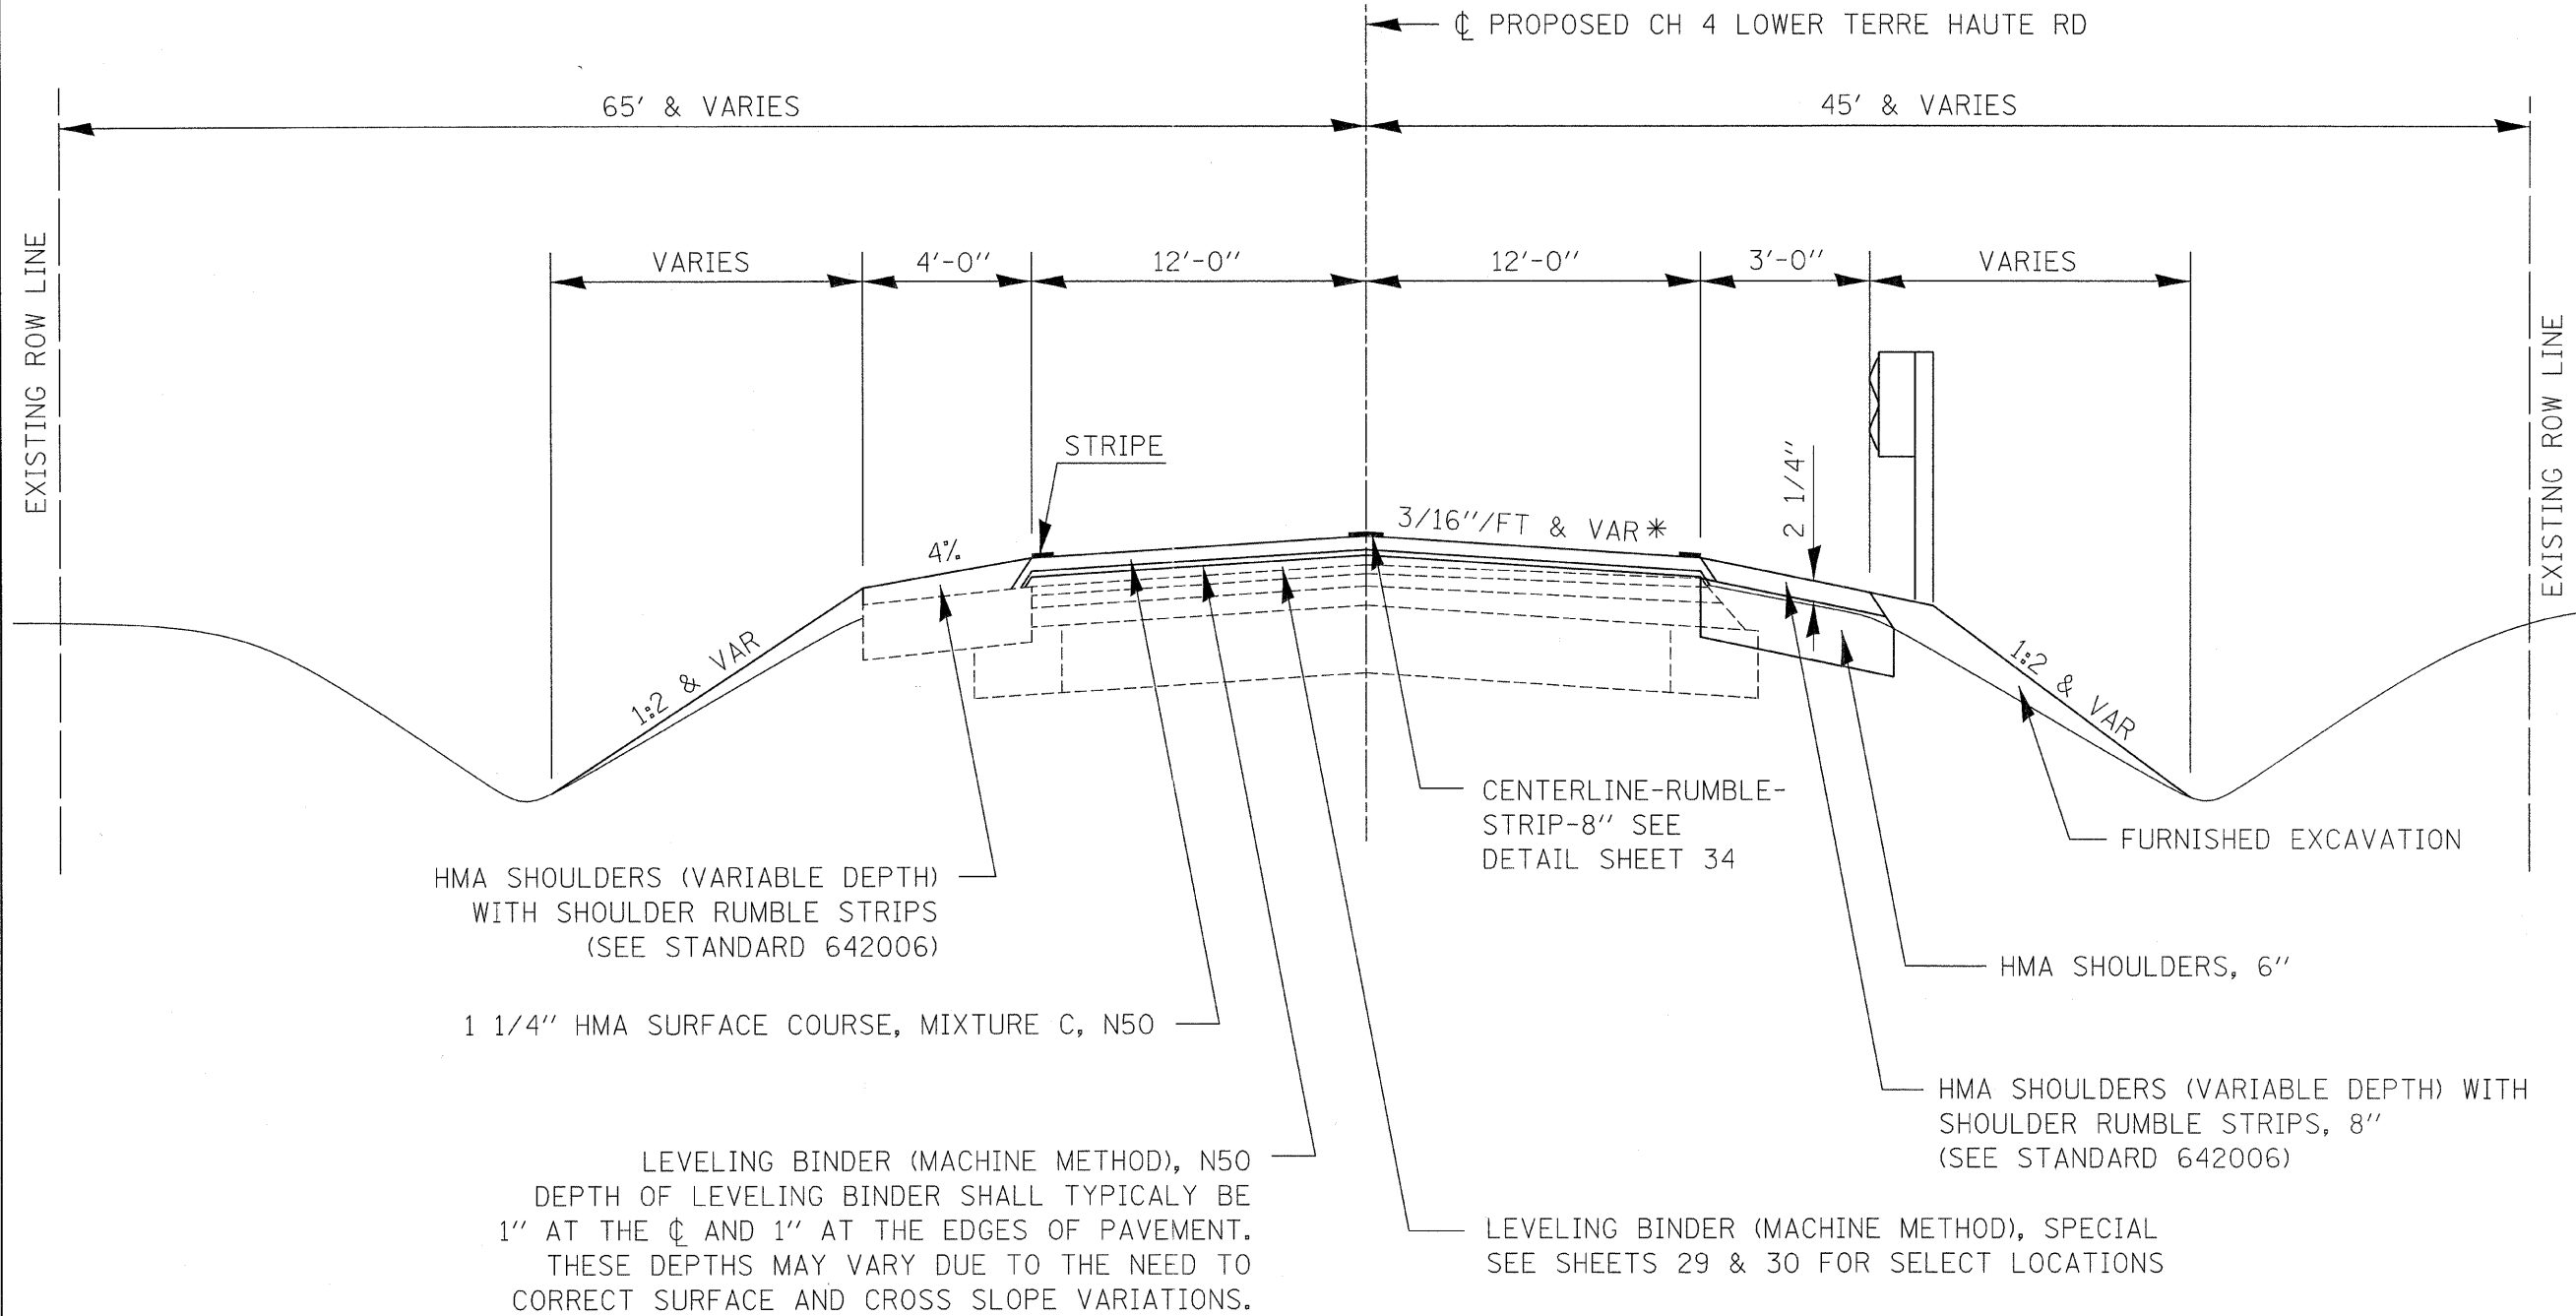 ℄ PROPOSED CH 4 LOWER TERRE HAUTE RD
65' & VARIES
45' & VARIES
EXISTING ROW LINE
VARIES
4'-0"
12'-0"
12'-0"
3'-0"
VARIES
EXISTING ROW LINE
STRIPE
2 1/4"
4%
3/16"/FT & VAR*
1:2 & VAR
1:2 & VAR
CENTERLINE-RUMBLE-
STRIP-8" SEE
DETAIL SHEET 34
FURNISHED EXCAVATION
HMA SHOULDERS (VARIABLE DEPTH)
WITH SHOULDER RUMBLE STRIPS
(SEE STANDARD 642006)
HMA SHOULDERS, 6"
1 1/4" HMA SURFACE COURSE, MIXTURE C, N50
HMA SHOULDERS (VARIABLE DEPTH) WITH
SHOULDER RUMBLE STRIPS, 8"
(SEE STANDARD 642006)
LEVELING BINDER (MACHINE METHOD), N50
DEPTH OF LEVELING BINDER SHALL TYPICALY BE
1" AT THE ℄ AND 1" AT THE EDGES OF PAVEMENT.
THESE DEPTHS MAY VARY DUE TO THE NEED TO
CORRECT SURFACE AND CROSS SLOPE VARIATIONS.
LEVELING BINDER (MACHINE METHOD), SPECIAL
SEE SHEETS 29 & 30 FOR SELECT LOCATIONS